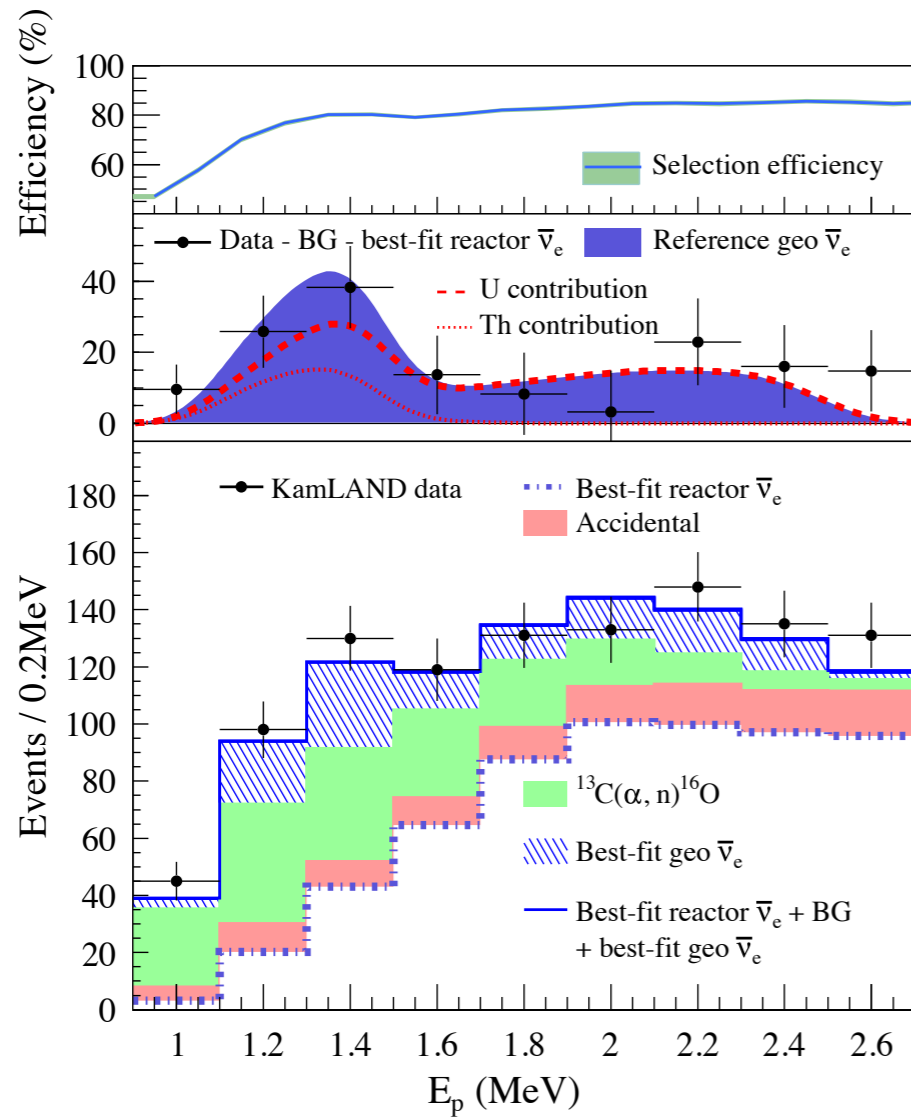 Efficiency (%)
100
80
60
Selection efficiency
Data - BG - best-fit reactor ν̅ₑ
Reference geo ν̅ₑ
U contribution
Th contribution
40
20
0
KamLAND data
Best-fit reactor ν̅ₑ
Accidental
Events / 0.2MeV
180
160
140
120
100
80
60
40
20
0
¹³C(α, n)¹⁶O
Best-fit geo ν̅ₑ
Best-fit reactor ν̅ₑ + BG
+ best-fit geo ν̅ₑ
1 1.2 1.4 1.6 1.8 2 2.2 2.4 2.6
Eₚ (MeV)